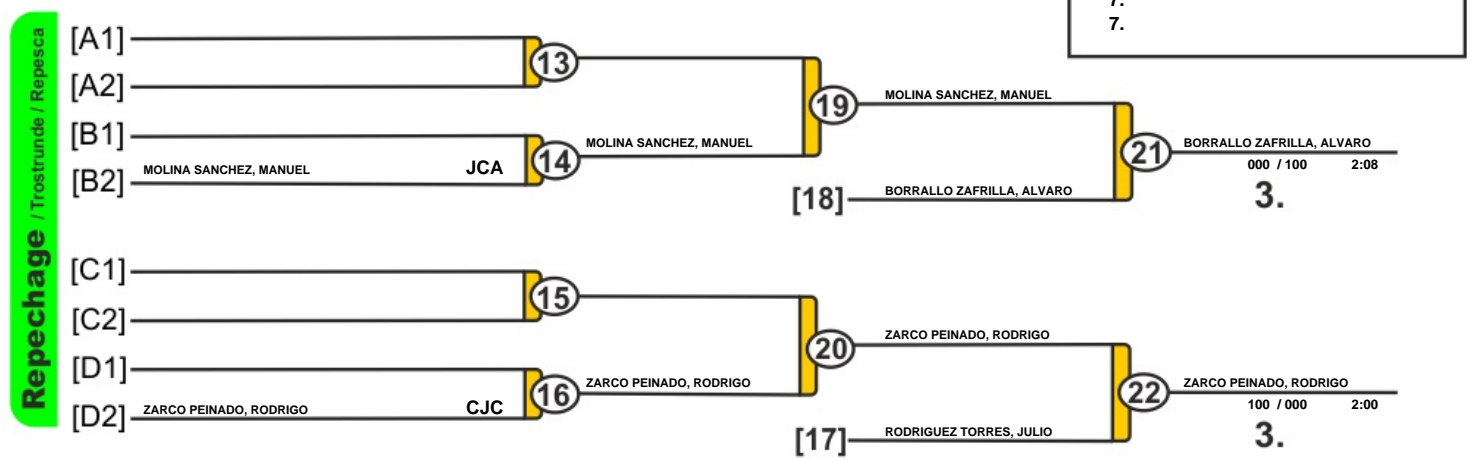 7.
7.
Repechage / Trostrunde / Repesca
[A1]
[A2]
13
[B1]
[B2] MOLINA SANCHEZ, MANUEL JCA
14
MOLINA SANCHEZ, MANUEL
19
MOLINA SANCHEZ, MANUEL
[18] BORRALLO ZAFRILLA, ALVARO
21
BORRALLO ZAFRILLA, ALVARO
000 / 100 2:08
3.
[C1]
[C2]
15
[D1]
[D2] ZARCO PEINADO, RODRIGO CJC
16
ZARCO PEINADO, RODRIGO
20
ZARCO PEINADO, RODRIGO
[17] RODRIGUEZ TORRES, JULIO
22
ZARCO PEINADO, RODRIGO
100 / 000 2:00
3.